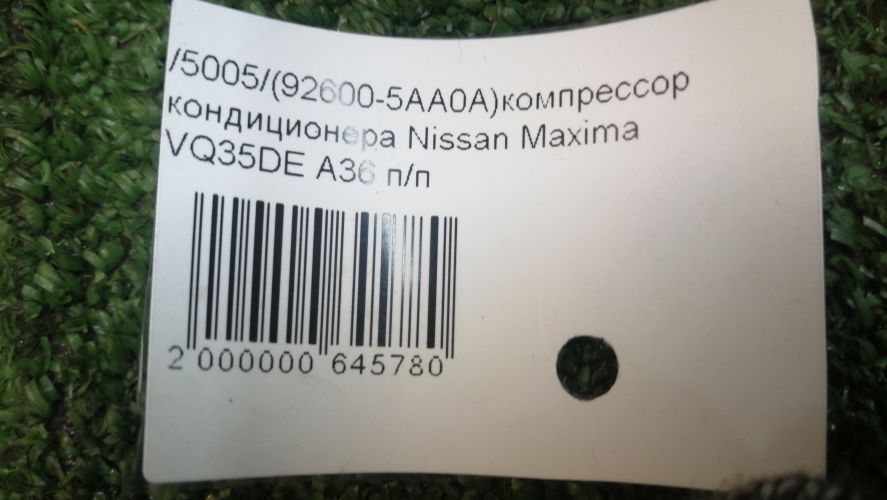 /5005/(92600-5AA0A)компрессор
кондиционера Nissan Maxima
VQ35DE A36 п/п
2 000000 645780